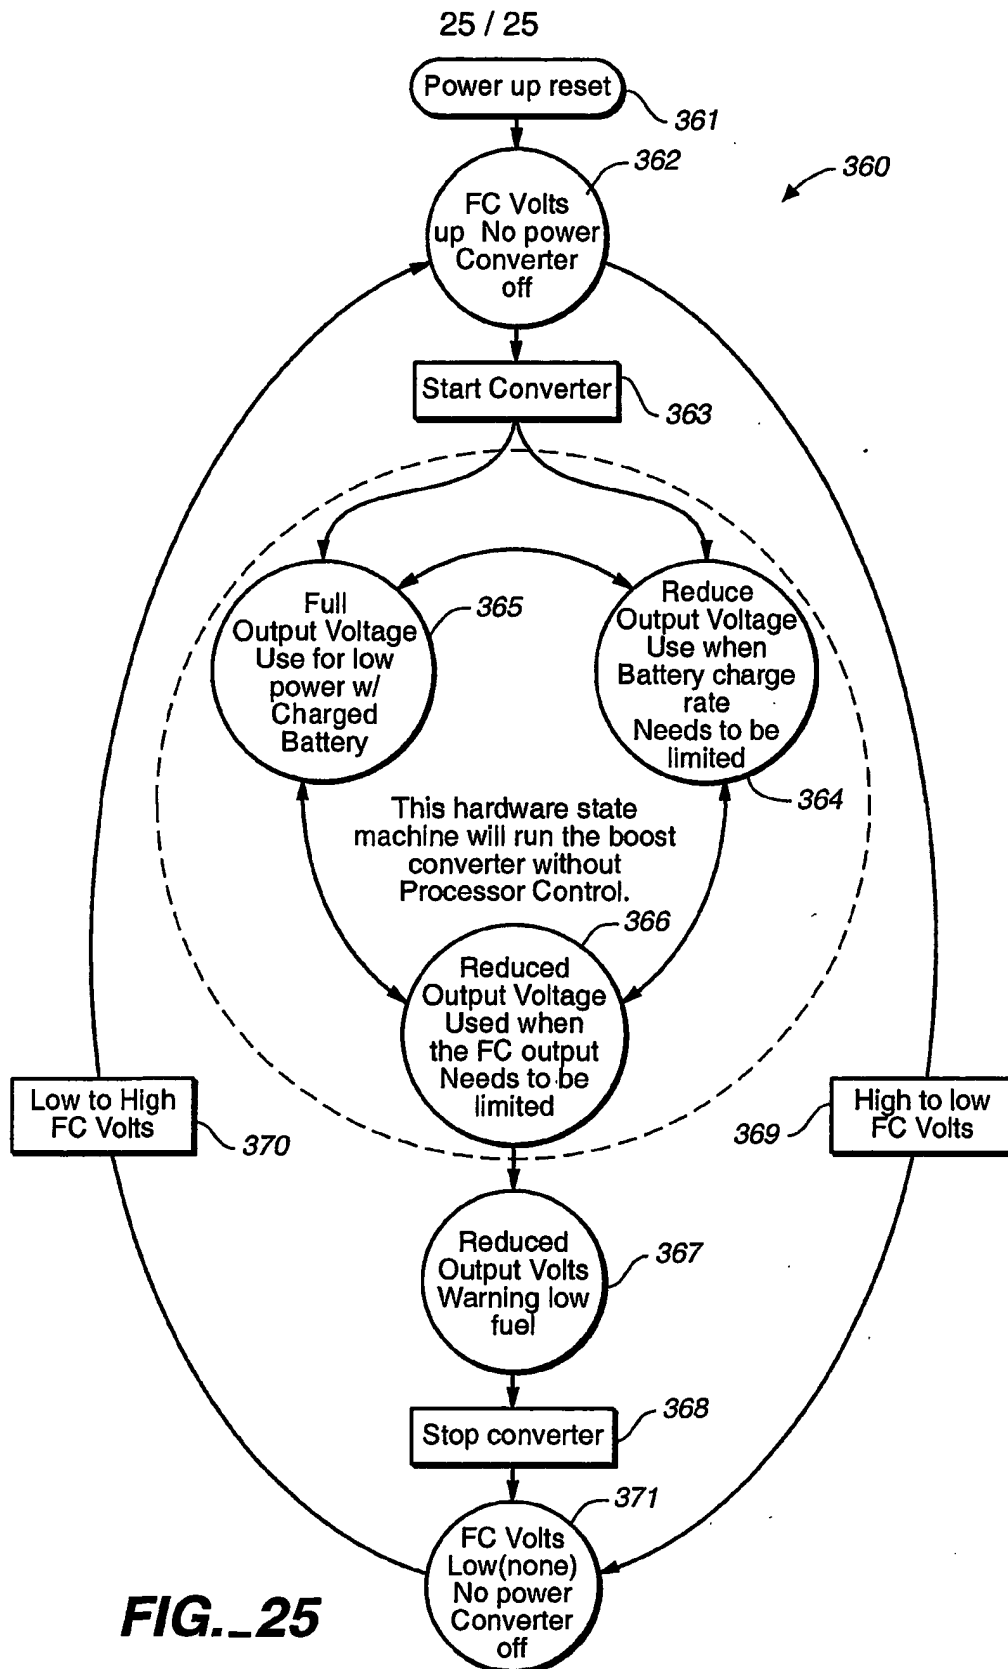 25 / 25
Power up reset
361
362
360
FC Volts
up No power
Converter
off
Start Converter
363
Full
Output Voltage
Use for low
power w/
Charged
Battery
365
Reduce
Output Voltage
Use when
Battery charge
rate
Needs to be
limited
364
This hardware state
machine will run the boost
converter without
Processor Control.
366
Reduced
Output Voltage
Used when
the FC output
Needs to be
limited
Low to High
FC Volts
370
369
High to low
FC Volts
Reduced
Output Volts
Warning low
fuel
367
368
Stop converter
371
FC Volts
Low(none)
No power
Converter
off
FIG._25